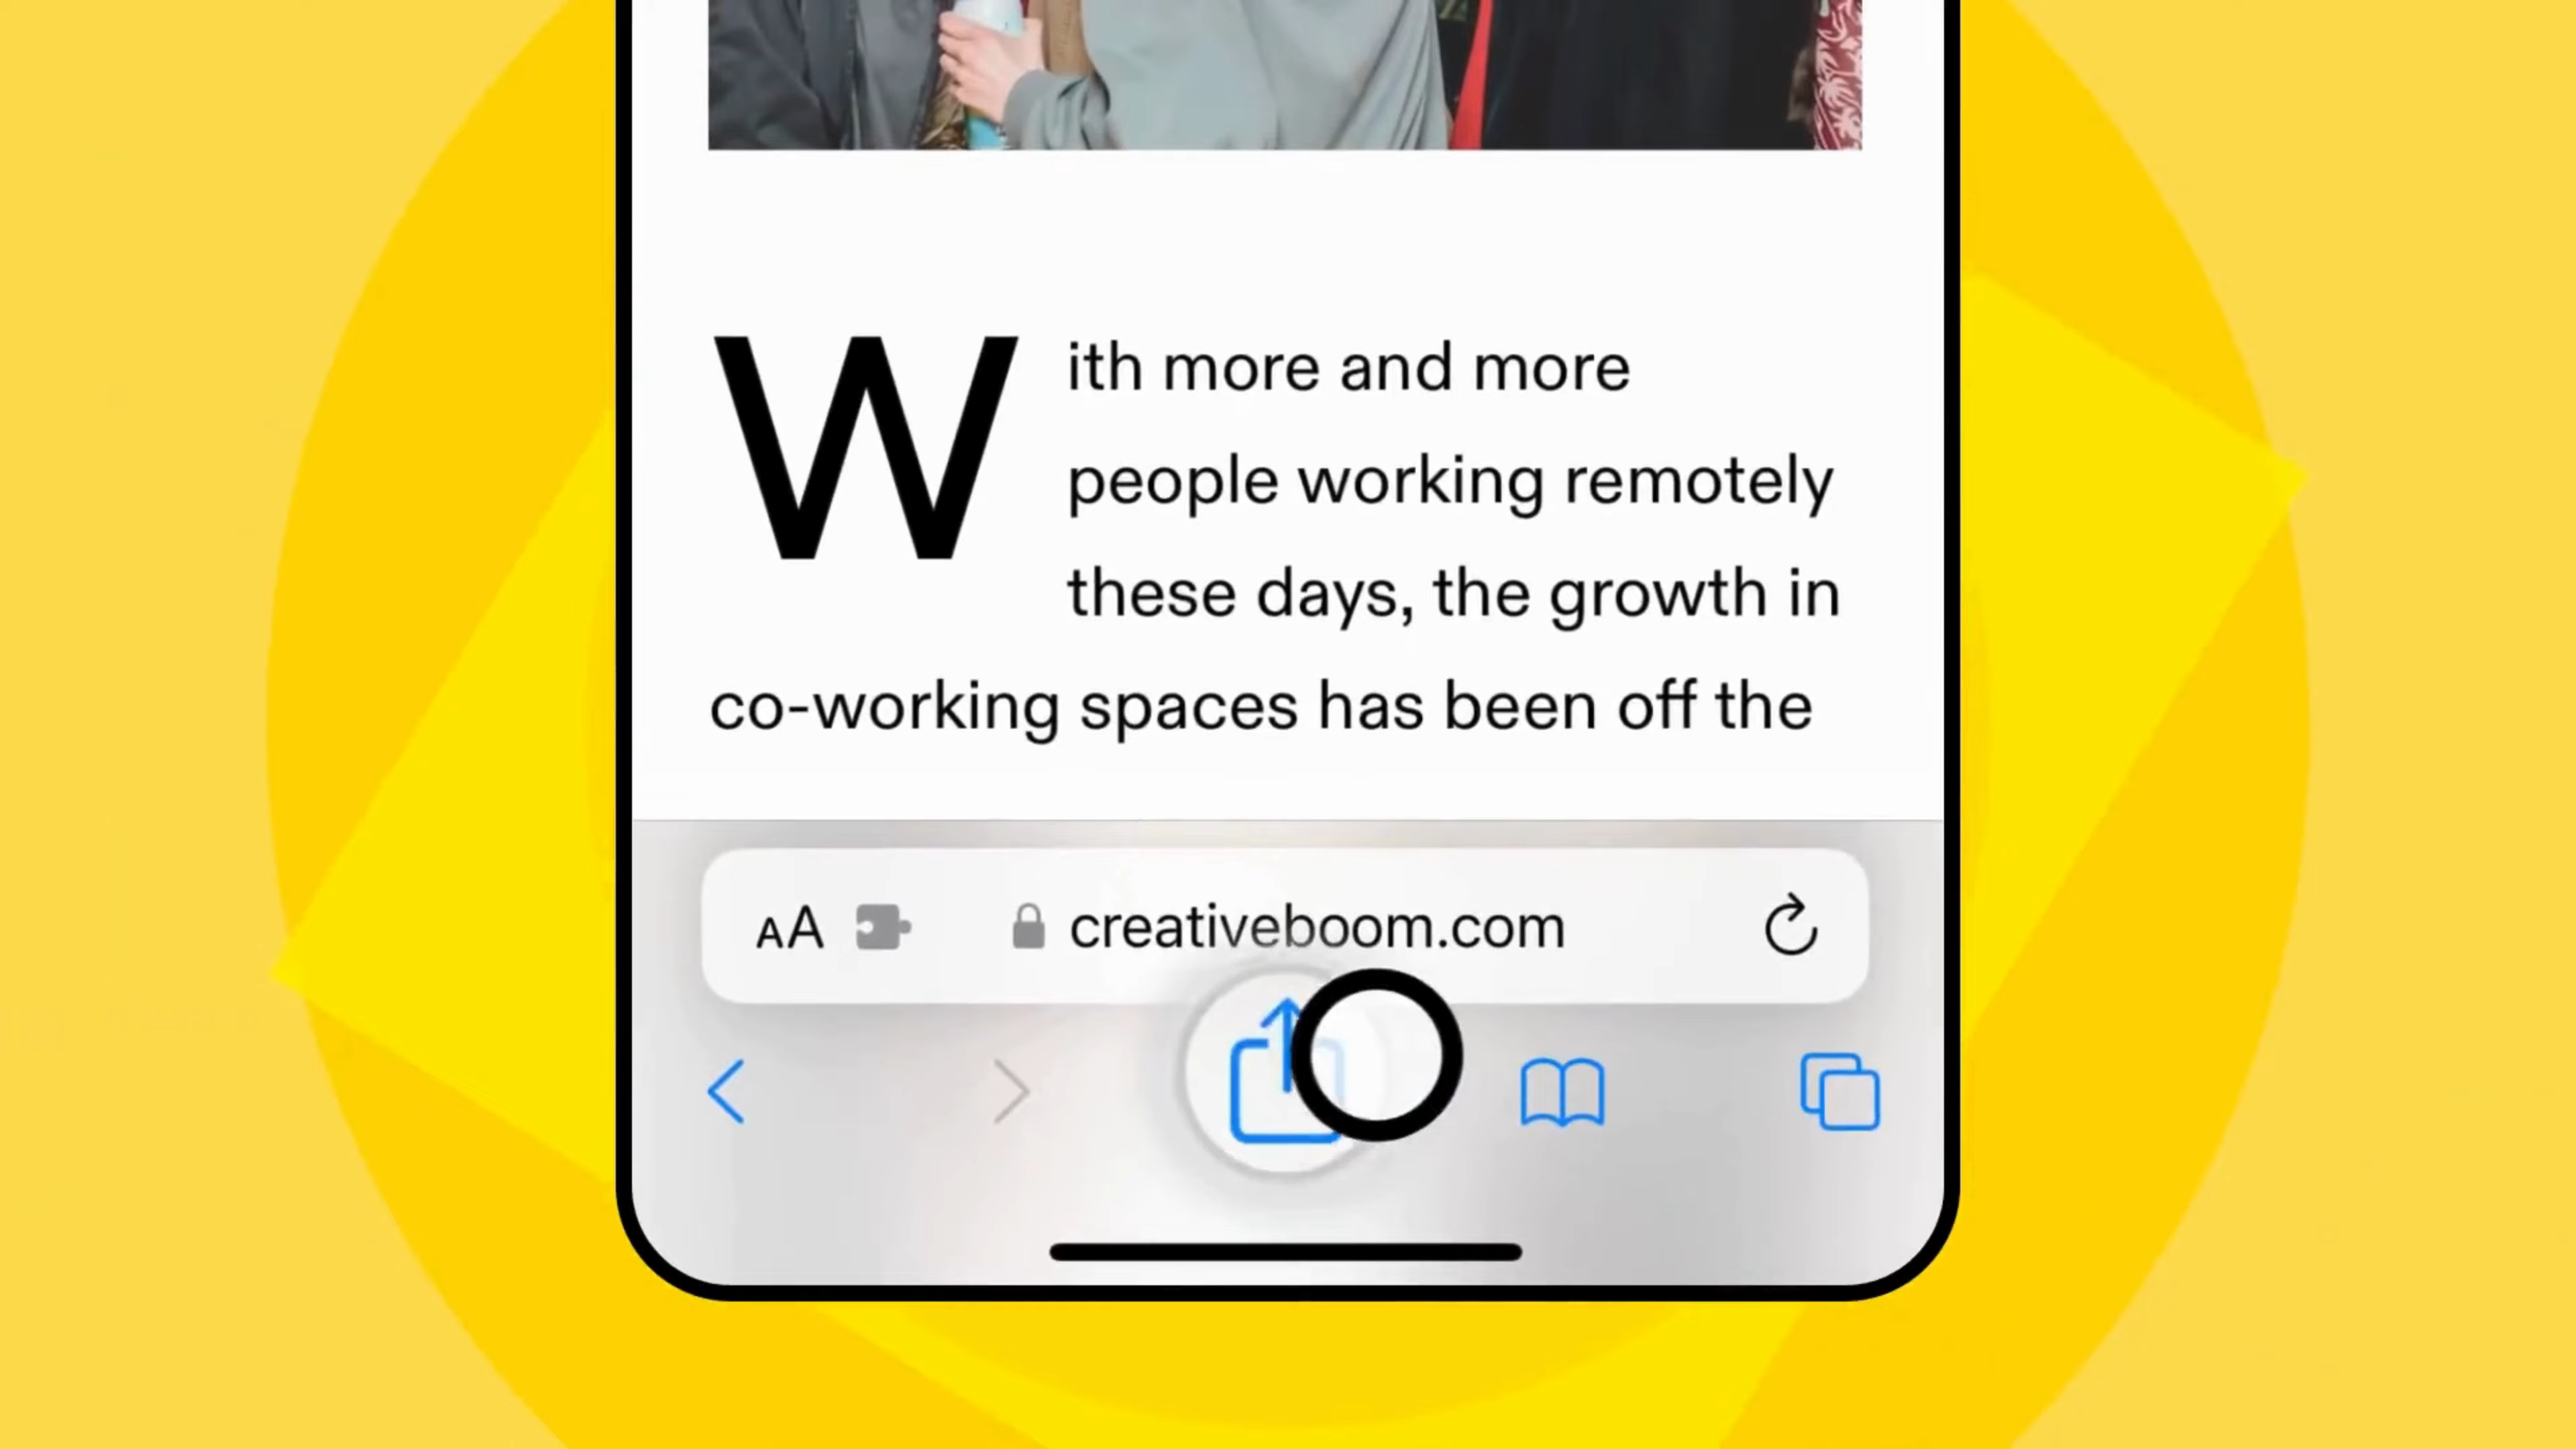 With more and more
people working remotely
these days, the growth in
co-working spaces has been off the
AA
creativeboom.com